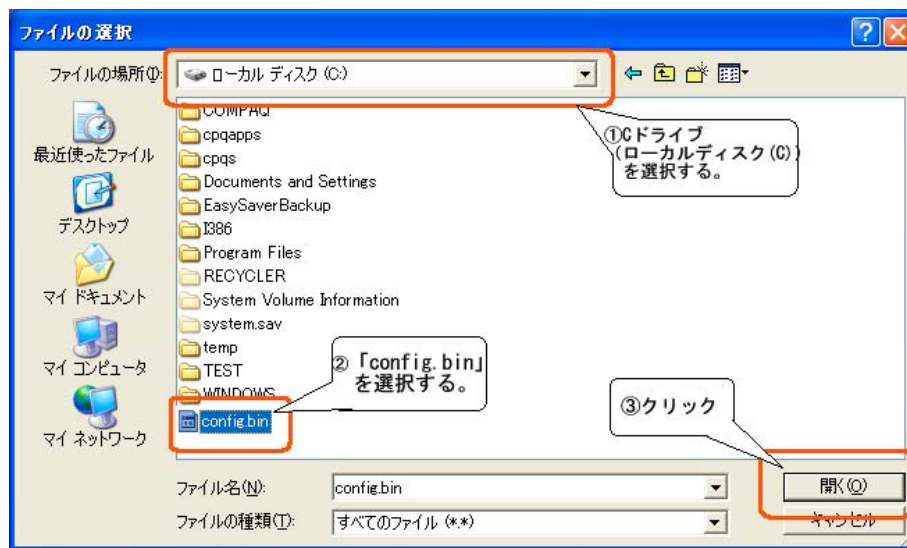 ファイルの選択
ファイルの場所(I):
ローカル ディスク (C:)
最近使ったファイル
デスクトップ
マイ ドキュメント
マイ コンピュータ
マイ ネットワーク
COMPAQ
cpqapps
cpqs
Documents and Settings
EasySaverBackup
I386
Program Files
RECYCLER
System Volume Information
system.sav
temp
TEST
WINDOWS
config.bin
①Cドライブ
(ローカルディスク(C))
を選択する。
②「config.bin」
を選択する。
③クリック
ファイル名(N):
config.bin
開く(O)
ファイルの種類(T):
すべてのファイル (*.*)
キャンセル